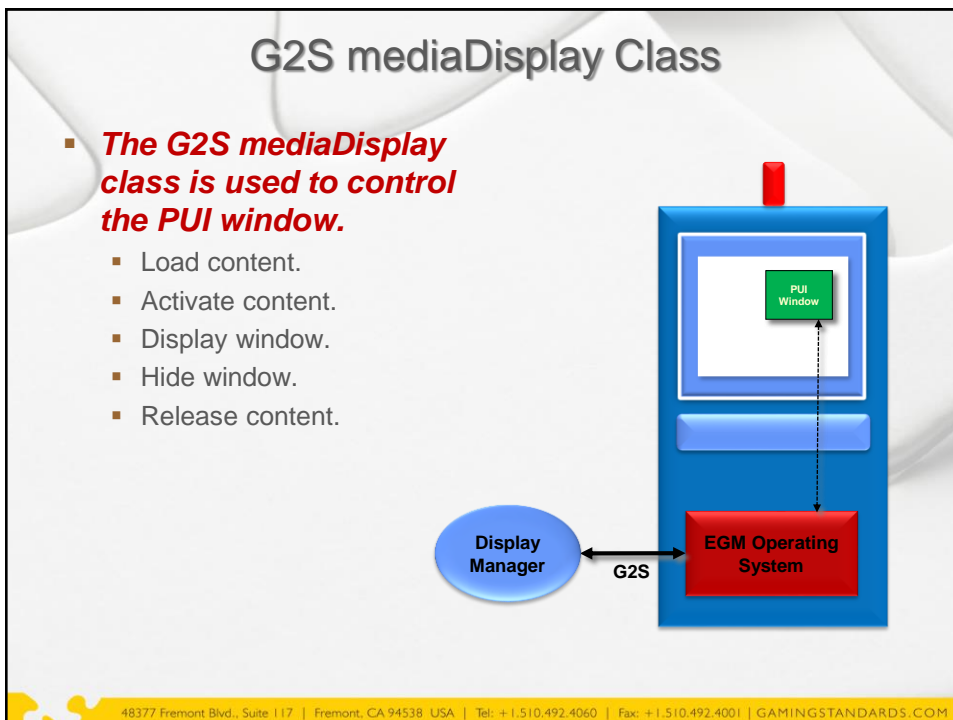 G2S mediaDisplay Class
▪ The G2S mediaDisplay
class is used to control
the PUI window.
▪ Load content.
▪ Activate content.
▪ Display window.
▪ Hide window.
▪ Release content.
PUI
Window
Display
Manager
G2S
EGM Operating
System
48377 Fremont Blvd., Suite 117 | Fremont, CA 94538 USA | Tel: +1.510.492.4060 | Fax: +1.510.492.4001 | GAMINGSTANDARDS.COM